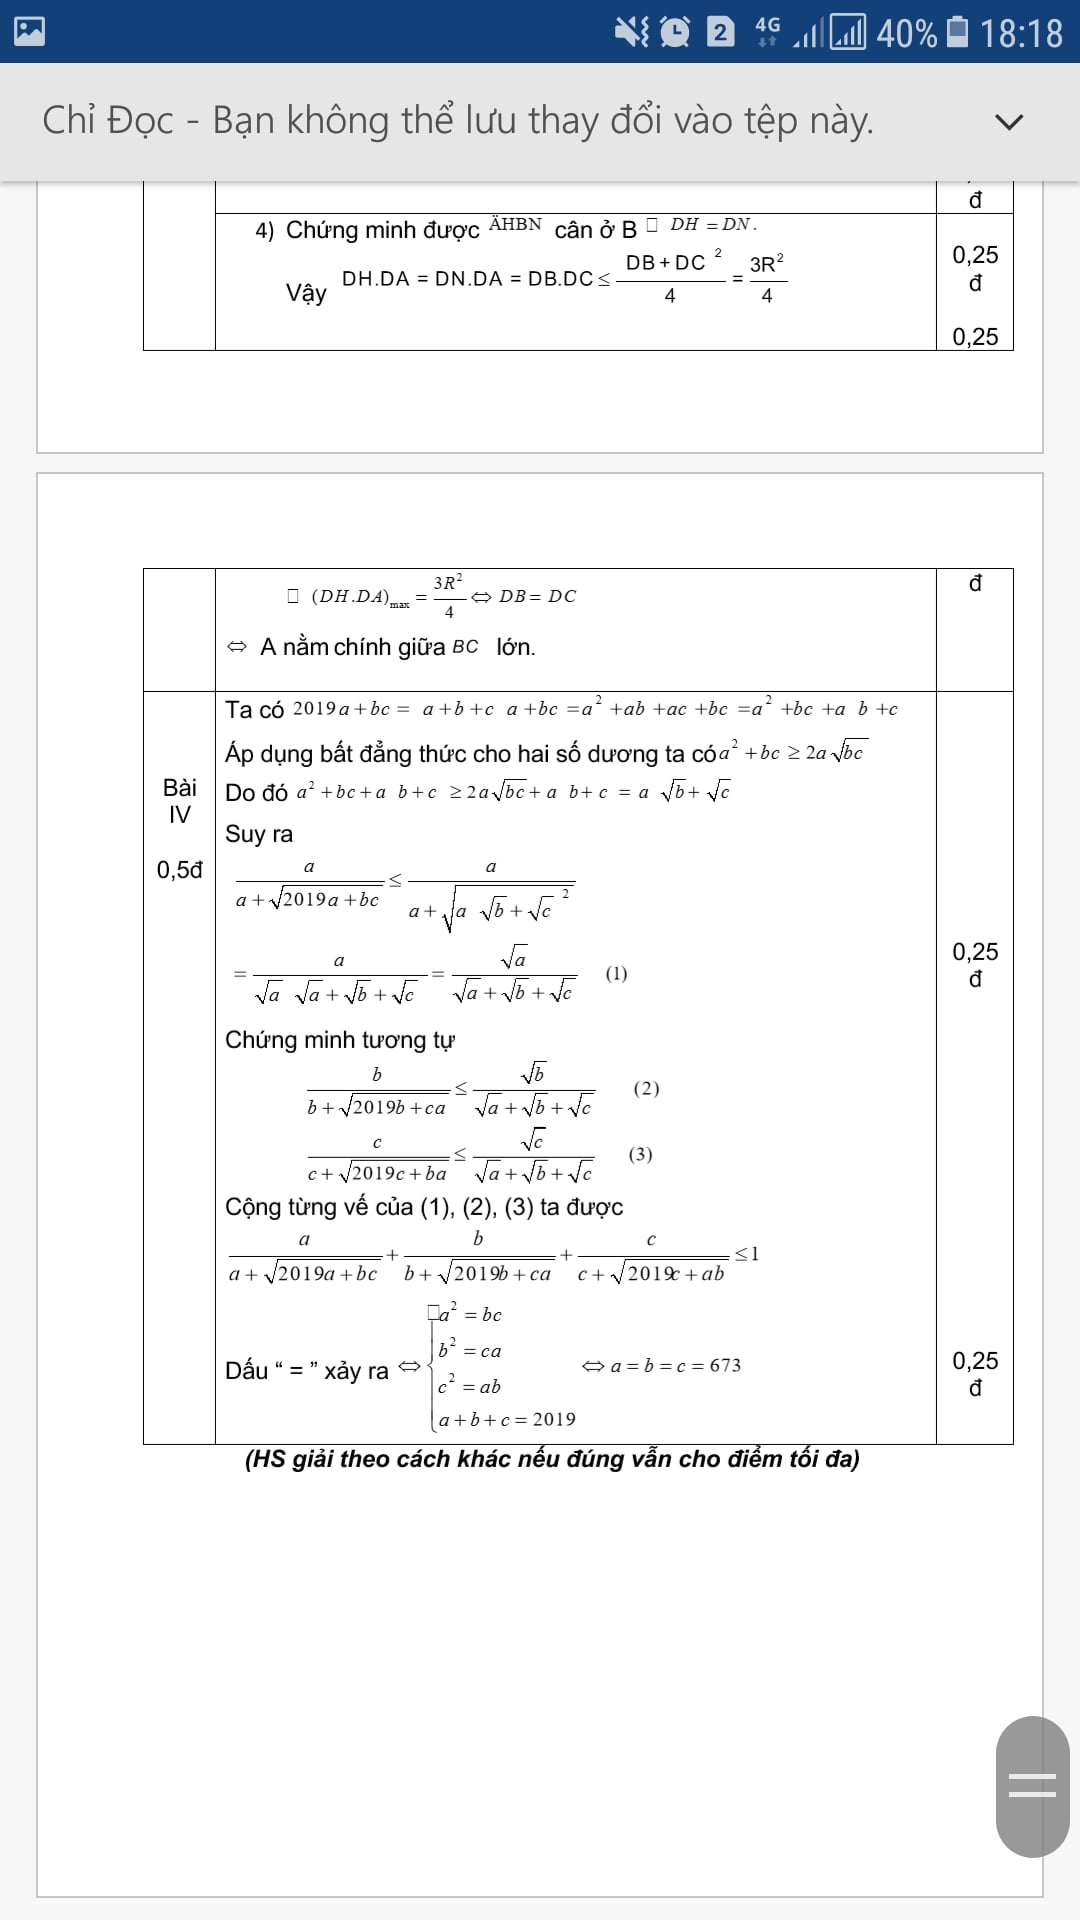 2 4G 40% 18:18
Chỉ Đọc - Bạn không thể lưu thay đổi vào tệp này.
đ
4) Chứng minh được ÄHBN cân ở B □ DH = DN.
0,25
đ
Vậy DH.DA = DN.DA = DB.DC ≤ DB + DC ² / 4 = 3R² / 4
0,25
□ (DH.DA)max = 3R² / 4 ⇔ DB = DC
đ
⇔ A nằm chính giữa BC lớn.
Bài
IV
0,5đ
Ta có 2019a + bc = a + b + c a + bc = a² + ab + ac + bc = a² + bc + a b + c
Áp dụng bất đẳng thức cho hai số dương ta có a² + bc ≥ 2a√bc
Do đó a² + bc + a b + c ≥ 2a√bc + a b + c = a √b + √c
Suy ra
a / a + √2019a + bc ≤ a / a + √a √b + √c ²
= a / √a √a + √b + √c = √a / √a + √b + √c (1)
0,25
đ
Chứng minh tương tự
b / b + √2019b + ca ≤ √b / √a + √b + √c (2)
c / c + √2019c + ba ≤ √c / √a + √b + √c (3)
Cộng từng vế của (1), (2), (3) ta được
a / a + √2019a + bc + b / b + √2019b + ca + c / c + √2019c + ab ≤ 1
Dấu “ = ” xảy ra ⇔
□a² = bc
b² = ca
c² = ab
a + b + c = 2019
⇔ a = b = c = 673
0,25
đ
(HS giải theo cách khác nếu đúng vẫn cho điểm tối đa)